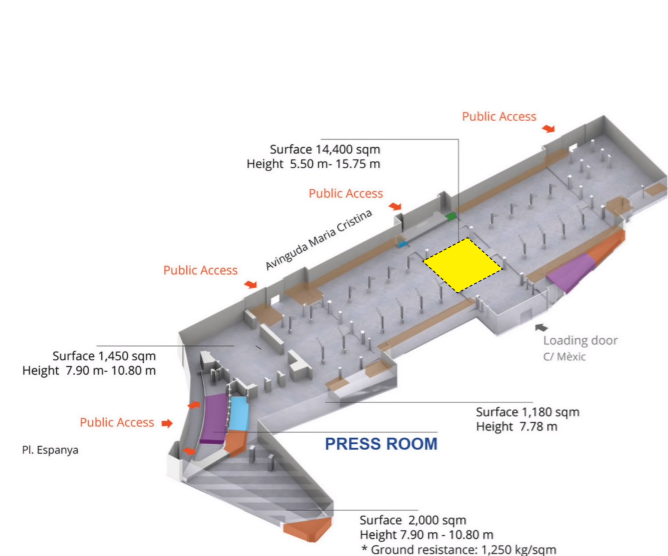 Public Access
Surface 14,400 sqm
Height 5.50 m- 15.75 m
Public Access
Avinguda Maria Cristina
Public Access
Loading door
C/ Mèxic
Surface 1,450 sqm
Height 7.90 m- 10.80 m
Surface 1,180 sqm
Height 7.78 m
Public Access
PRESS ROOM
Pl. Espanya
Surface 2,000 sqm
Height 7.90 m - 10.80 m
* Ground resistance: 1,250 kg/sqm